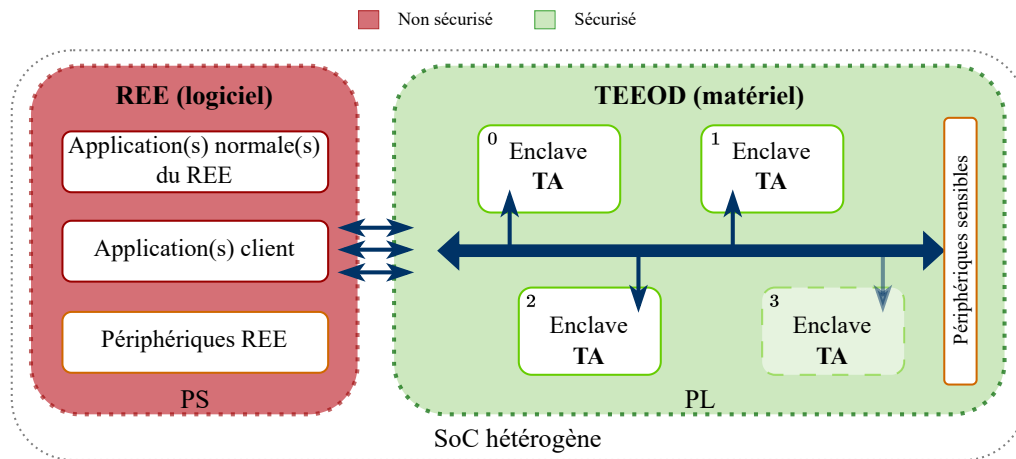 Non sécurisé
Sécurisé
REE (logiciel)
Application(s) normale(s)
du REE
Application(s) client
Périphériques REE
PS
TEEOD (matériel)
0
Enclave
TA
1
Enclave
TA
2
Enclave
TA
3
Enclave
TA
Périphériques sensibles
PL
SoC hétérogène